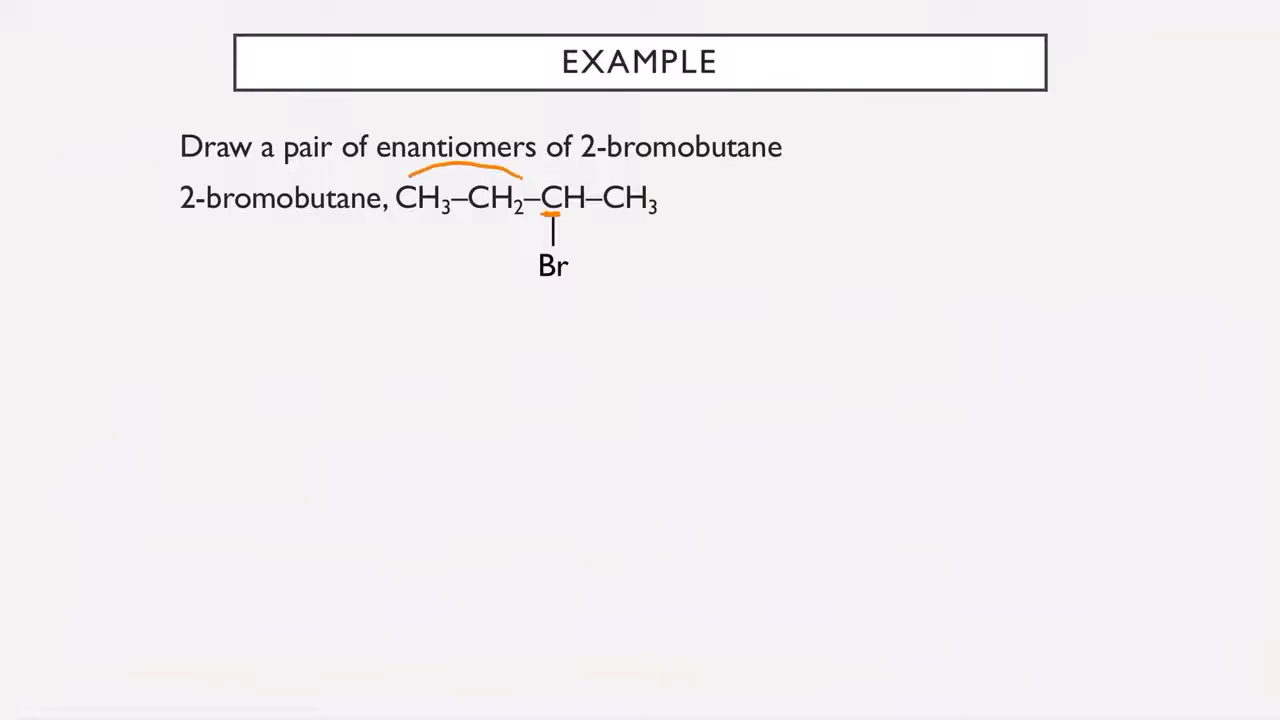 EXAMPLE
Draw a pair of enantiomers of 2-bromobutane
2-bromobutane, CH₃–CH₂–CH–CH₃
Br